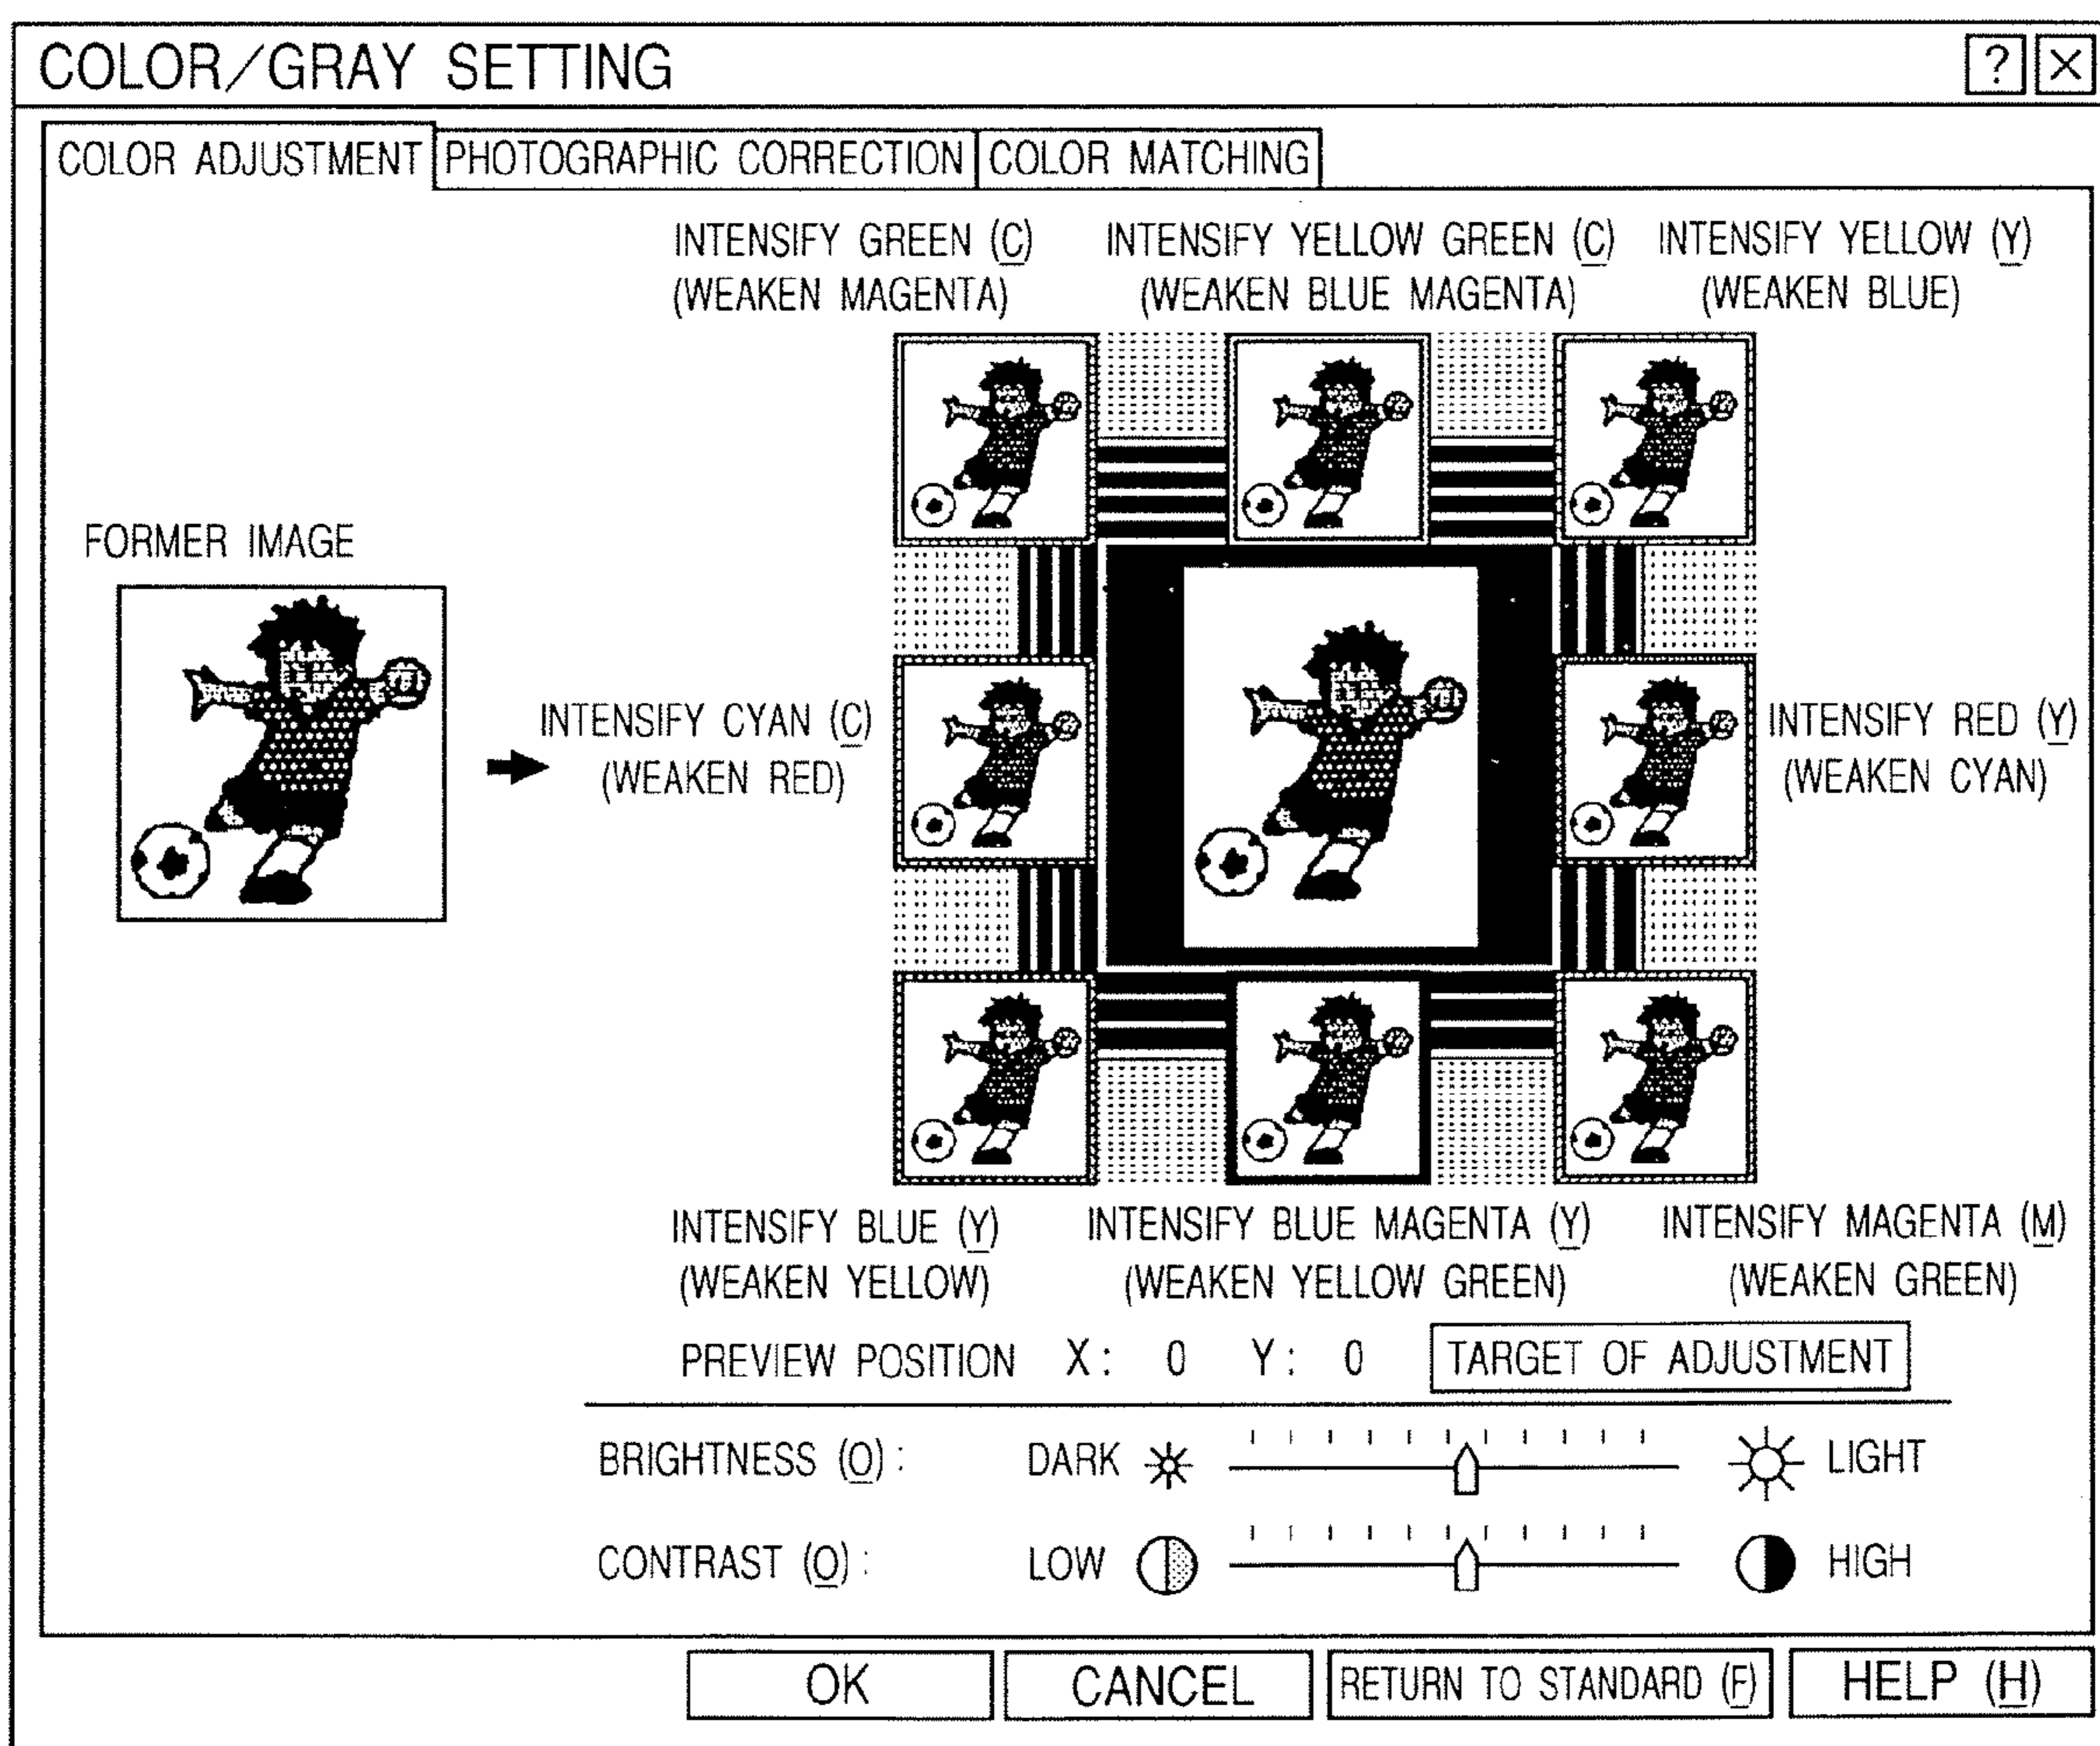 COLOR/GRAY SETTING ? ×
COLOR ADJUSTMENT PHOTOGRAPHIC CORRECTION COLOR MATCHING
INTENSIFY GREEN (C) INTENSIFY YELLOW GREEN (C) INTENSIFY YELLOW (Y)
(WEAKEN MAGENTA) (WEAKEN BLUE MAGENTA) (WEAKEN BLUE)
FORMER IMAGE
INTENSIFY CYAN (C) INTENSIFY RED (Y)
(WEAKEN RED) (WEAKEN CYAN)
INTENSIFY BLUE (Y) INTENSIFY BLUE MAGENTA (Y) INTENSIFY MAGENTA (M)
(WEAKEN YELLOW) (WEAKEN YELLOW GREEN) (WEAKEN GREEN)
PREVIEW POSITION X: 0 Y: 0 TARGET OF ADJUSTMENT
BRIGHTNESS (O): DARK LIGHT
CONTRAST (O): LOW HIGH
OK CANCEL RETURN TO STANDARD (F) HELP (H)